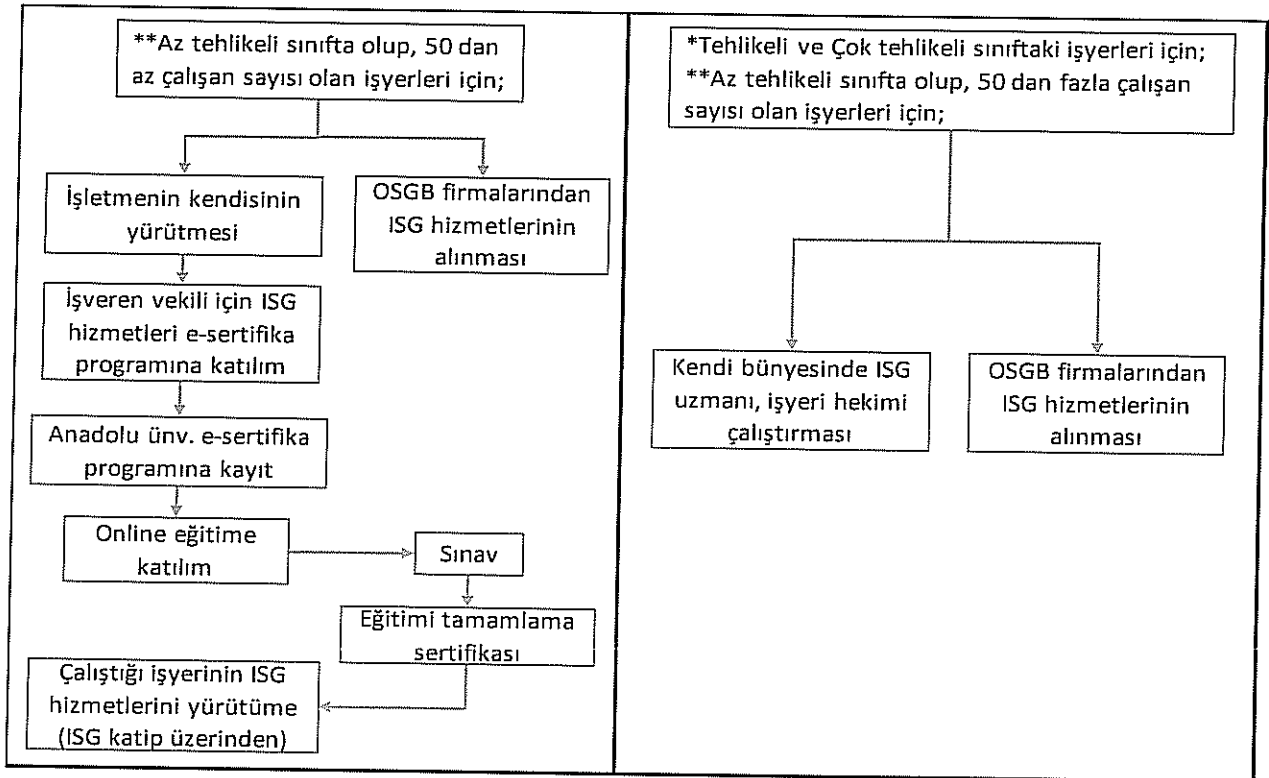 **Az tehlikeli sınıfta olup, 50 dan
az çalışan sayısı olan işyerleri için;
İşletmenin kendisinin
yürütmesi
OSGB firmalarından
ISG hizmetlerinin
alınması
İşveren vekili için ISG
hizmetleri e-sertifika
programına katılım
Anadolu ünv. e-sertifika
programına kayıt
Online eğitime
katılım
Sınav
Eğitimi tamamlama
sertifikası
Çalıştığı işyerinin ISG
hizmetlerini yürütüme
(ISG katip üzerinden)
*Tehlikeli ve Çok tehlikeli sınıftaki işyerleri için;
**Az tehlikeli sınıfta olup, 50 dan fazla çalışan
sayısı olan işyerleri için;
Kendi bünyesinde ISG
uzmanı, işyeri hekimi
çalıştırması
OSGB firmalarından
ISG hizmetlerinin
alınması